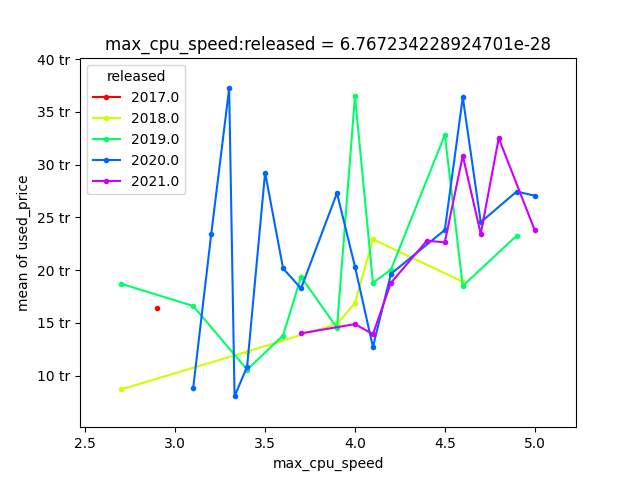 max_cpu_speed:released = 6.767234228924701e-28
40 tr
35 tr
30 tr
25 tr
20 tr
15 tr
10 tr
mean of used_price
released
2017.0
2018.0
2019.0
2020.0
2021.0
2.5 3.0 3.5 4.0 4.5 5.0
max_cpu_speed